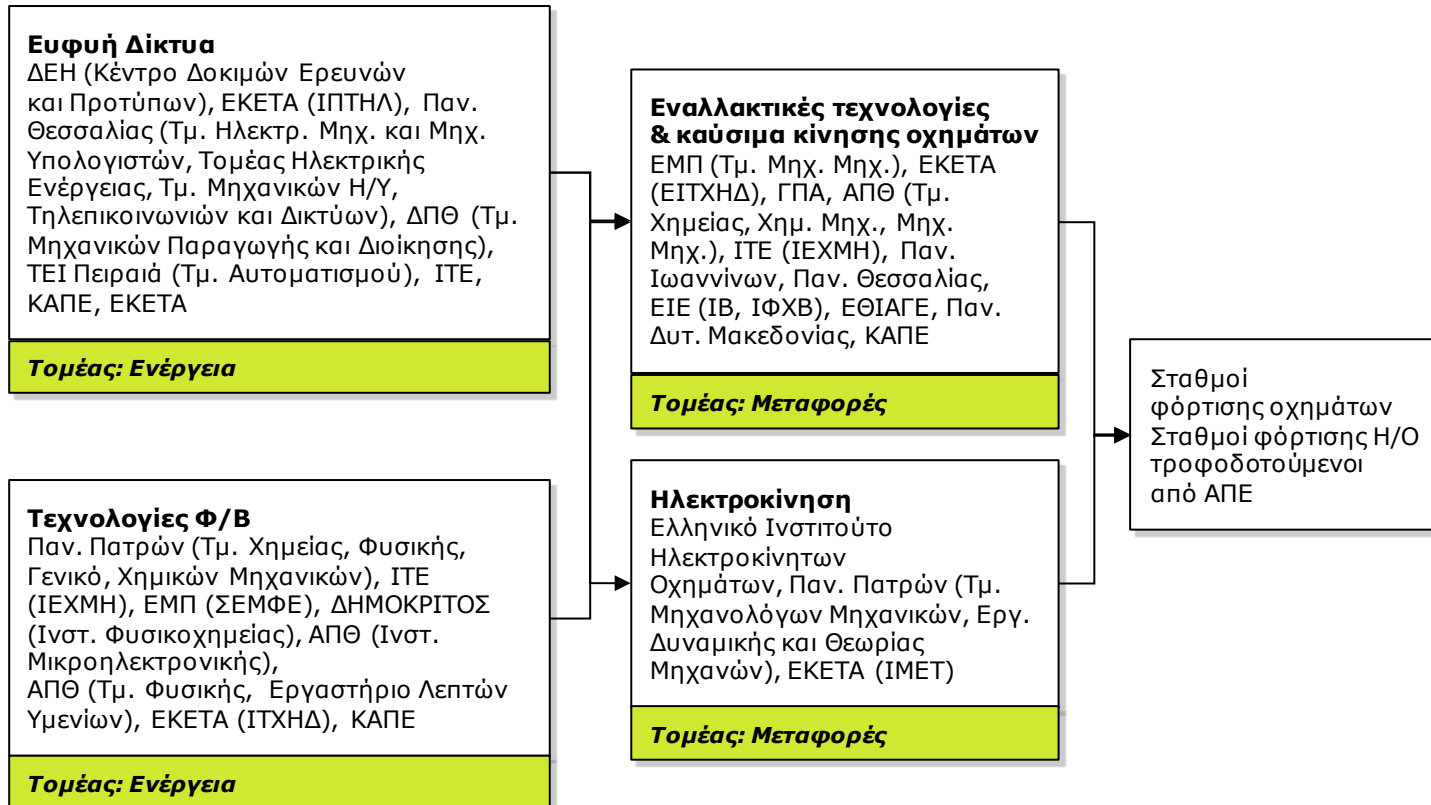 Ευφυή Δίκτυα
ΔΕΗ (Κέντρο Δοκιμών Ερευνών
και Προτύπων), ΕΚΕΤΑ (ΙΠΤΗΛ), Παν.
Θεσσαλίας (Τμ. Ηλεκτρ. Μηχ. και Μηχ.
Υπολογιστών, Τομέας Ηλεκτρικής
Ενέργειας, Τμ. Μηχανικών Η/Υ,
Τηλεπικοινωνιών και Δικτύων), ΔΠΘ (Τμ.
Μηχανικών Παραγωγής και Διοίκησης),
ΤΕΙ Πειραιά (Τμ. Αυτοματισμού), ΙΤΕ,
ΚΑΠΕ, ΕΚΕΤΑ
Τομέας: Ενέργεια
Τεχνολογίες Φ/Β
Παν. Πατρών (Τμ. Χημείας, Φυσικής,
Γενικό, Χημικών Μηχανικών), ΙΤΕ
(ΙΕΧΜΗ), ΕΜΠ (ΣΕΜΦΕ), ΔΗΜΟΚΡΙΤΟΣ
(Ινστ. Φυσικοχημείας), ΑΠΘ (Ινστ.
Μικροηλεκτρονικής),
ΑΠΘ (Τμ. Φυσικής, Εργαστήριο Λεπτών
Υμενίων), ΕΚΕΤΑ (ΙΤΧΗΔ), ΚΑΠΕ
Τομέας: Ενέργεια
Εναλλακτικές τεχνολογίες
& καύσιμα κίνησης οχημάτων
ΕΜΠ (Τμ. Μηχ. Μηχ.), ΕΚΕΤΑ
(ΕΙΤΧΗΔ), ΓΠΑ, ΑΠΘ (Τμ.
Χημείας, Χημ. Μηχ., Μηχ.
Μηχ.), ΙΤΕ (ΙΕΧΜΗ), Παν.
Ιωαννίνων, Παν. Θεσσαλίας,
ΕΙΕ (ΙΒ, ΙΦΧΒ), ΕΘΙΑΓΕ, Παν.
Δυτ. Μακεδονίας, ΚΑΠΕ
Τομέας: Μεταφορές
Ηλεκτροκίνηση
Ελληνικό Ινστιτούτο
Ηλεκτροκίνητων
Οχημάτων, Παν. Πατρών (Τμ.
Μηχανολόγων Μηχανικών, Εργ.
Δυναμικής και Θεωρίας
Μηχανών), ΕΚΕΤΑ (ΙΜΕΤ)
Τομέας: Μεταφορές
Σταθμοί
φόρτισης οχημάτων
Σταθμοί φόρτισης Η/Ο
τροφοδοτούμενοι
από ΑΠΕ